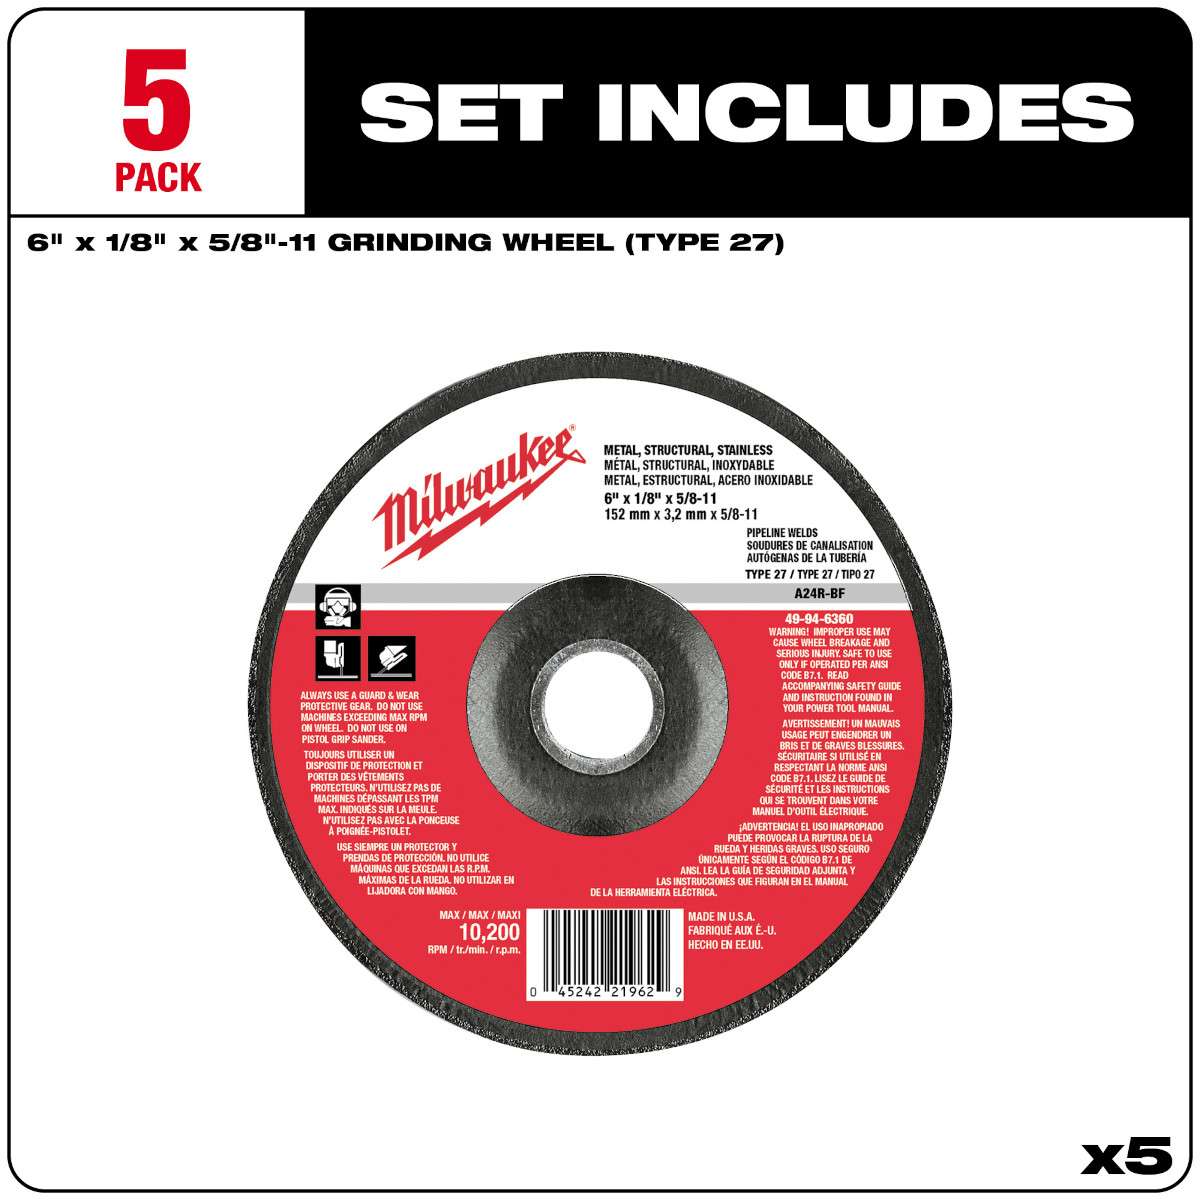 5
PACK
SET INCLUDES
6" x 1/8" x 5/8"-11 GRINDING WHEEL (TYPE 27)
Milwaukee®
METAL, STRUCTURAL, STAINLESS
MÉTAL, STRUCTURAL, INOXYDABLE
METAL, ESTRUCTURAL, ACERO INOXIDABLE
6" x 1/8" x 5/8-11
152 mm x 3,2 mm x 5/8-11
PIPELINE WELDS
SOUDURES DE CANALISATION
AUTÓGENAS DE LA TUBERÍA
TYPE 27 / TYPE 27 / TIPO 27
A24R-BF
49-94-6360
WARNING! IMPROPER USE MAY
CAUSE WHEEL BREAKAGE AND
SERIOUS INJURY. SAFE TO USE
ONLY IF OPERATED PER ANSI
CODE B7.1. READ
ACCOMPANYING SAFETY GUIDE
AND INSTRUCTION FOUND IN
YOUR POWER TOOL MANUAL.
AVERTISSEMENT! UN MAUVAIS
USAGE PEUT ENGENDRER UN
BRIS ET DE GRAVES BLESSURES.
SÉCURITAIRE SI UTILISÉ EN
RESPECTANT LA NORME ANSI
CODE B7.1. LISEZ LE GUIDE DE
SÉCURITÉ ET LES INSTRUCTIONS
QUI SE TROUVENT DANS VOTRE
MANUEL D'OUTIL ÉLECTRIQUE.
¡ADVERTENCIA! EL USO INAPROPIADO
PUEDE PROVOCAR LA RUPTURA DE LA
RUEDA Y HERIDAS GRAVES. USO SEGURO
ÚNICAMENTE SEGÚN EL CÓDIGO B7.1 DE
ANSI. LEA LA GUÍA DE SEGURIDAD ADJUNTA Y
LAS INSTRUCCIONES QUE FIGURAN EN EL MANUAL
DE LA HERRAMIENTA ELÉCTRICA.
ALWAYS USE A GUARD & WEAR
PROTECTIVE GEAR. DO NOT USE
MACHINES EXCEEDING MAX RPM
ON WHEEL. DO NOT USE ON
PISTOL GRIP SANDER.
TOUJOURS UTILISER UN
DISPOSITIF DE PROTECTION ET
PORTER DES VÊTEMENTS
PROTECTEURS. N'UTILISEZ PAS DE
MACHINES DÉPASSANT LES TPM
MAX. INDIQUÉS SUR LA MEULE.
N'UTILISEZ PAS AVEC LA PONCEUSE
À POIGNÉE-PISTOLET.
USE SIEMPRE UN PROTECTOR Y
PRENDAS DE PROTECCIÓN. NO UTILICE
MÁQUINAS QUE EXCEDAN LAS R.P.M.
MÁXIMAS DE LA RUEDA. NO UTILIZAR EN
LIJADORA CON MANGO.
MAX / MAX / MAXI
10,200
RPM / tr./min. / r.p.m.
0 45242 21962 9
MADE IN U.S.A.
FABRIQUÉ AUX É.-U.
HECHO EN EE.UU.
x5